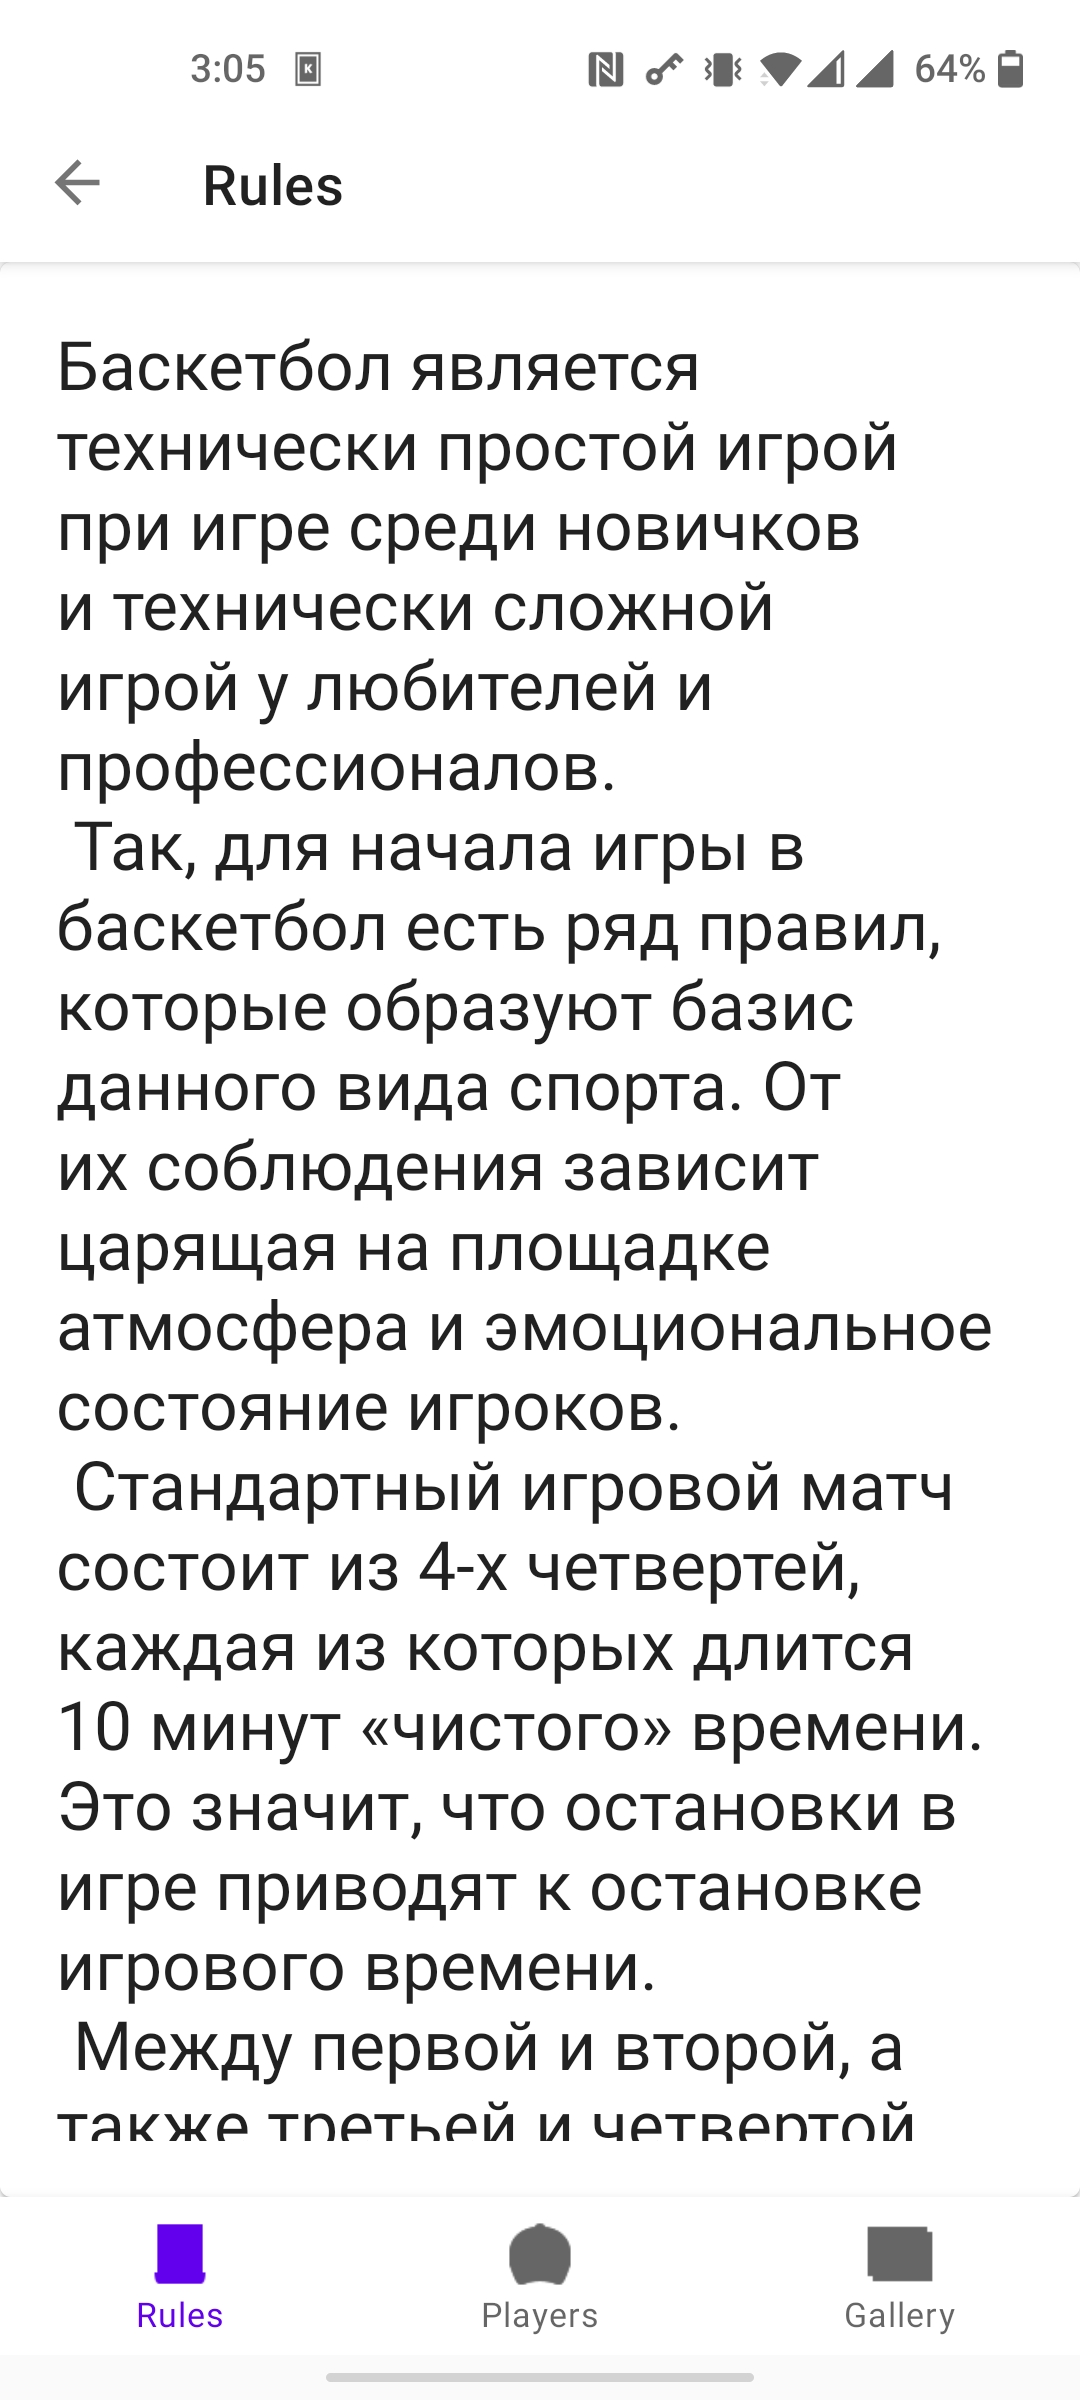 3:05
K
64%
Rules
Баскетбол является
технически простой игрой
при игре среди новичков
и технически сложной
игрой у любителей и
профессионалов.
Так, для начала игры в
баскетбол есть ряд правил,
которые образуют базис
данного вида спорта. От
их соблюдения зависит
царящая на площадке
атмосфера и эмоциональное
состояние игроков.
Стандартный игровой матч
состоит из 4-х четвертей,
каждая из которых длится
10 минут «чистого» времени.
Это значит, что остановки в
игре приводят к остановке
игрового времени.
Между первой и второй, а
также третьей и четвертой
Rules
Players
Gallery